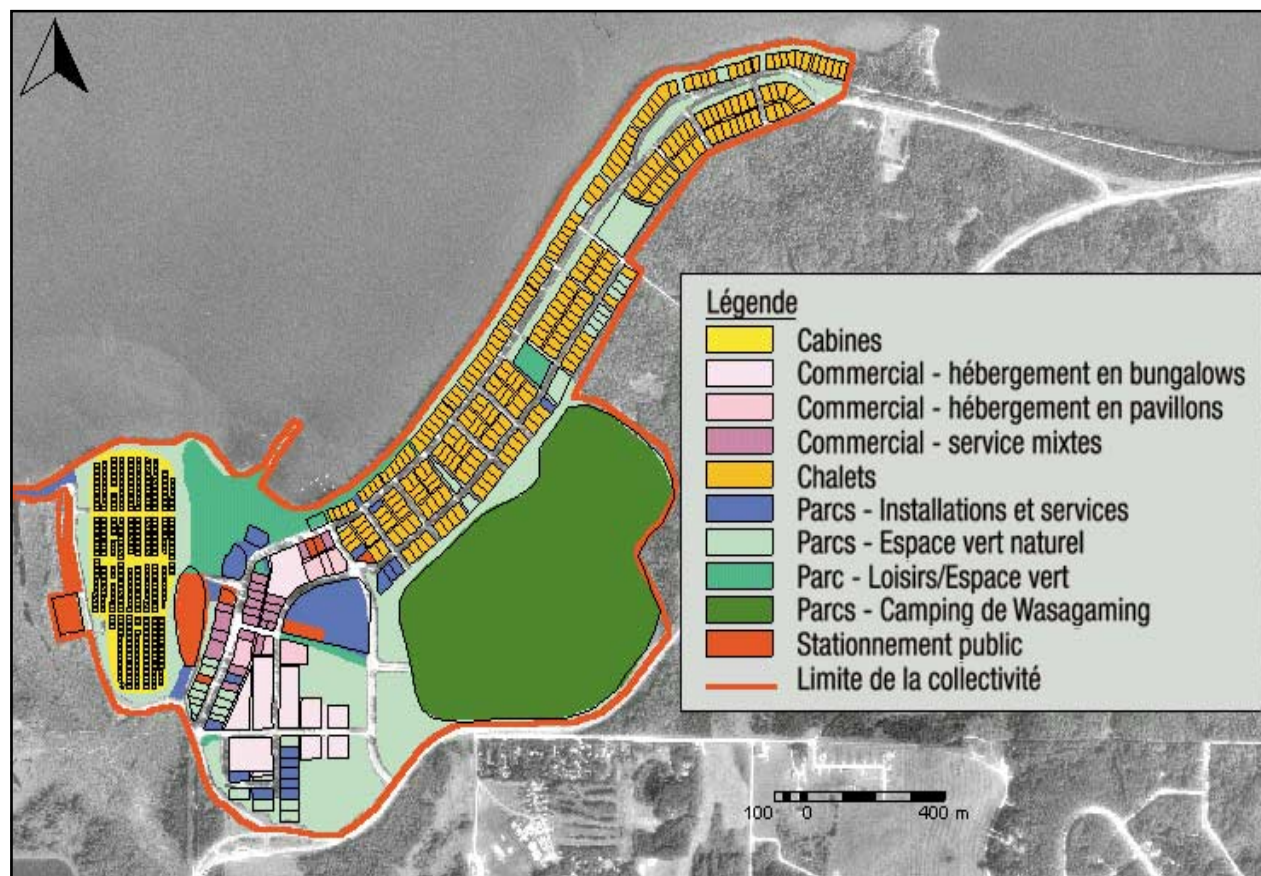 Légende
Cabines
Commercial - hébergement en bungalows
Commercial - hébergement en pavillons
Commercial - service mixtes
Chalets
Parcs - Installations et services
Parcs - Espace vert naturel
Parc - Loisirs/Espace vert
Parcs - Camping de Wasagaming
Stationnement public
Limite de la collectivité
100 0 400 m